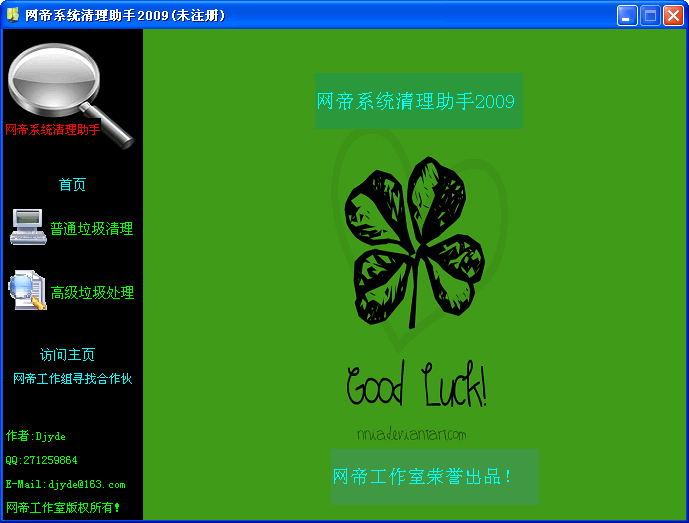 网帝系统清理助手2009(未注册)
网帝系统清理助手
首页
普通垃圾清理
高级垃圾处理
访问主页
网帝工作组寻找合作伙
作者:Djyde
QQ:271259864
E-Mail:djyde@163.com
网帝工作室版权所有!
网帝系统清理助手2009
Good Luck!
nnia.deviantart.com
网帝工作室荣誉出品!